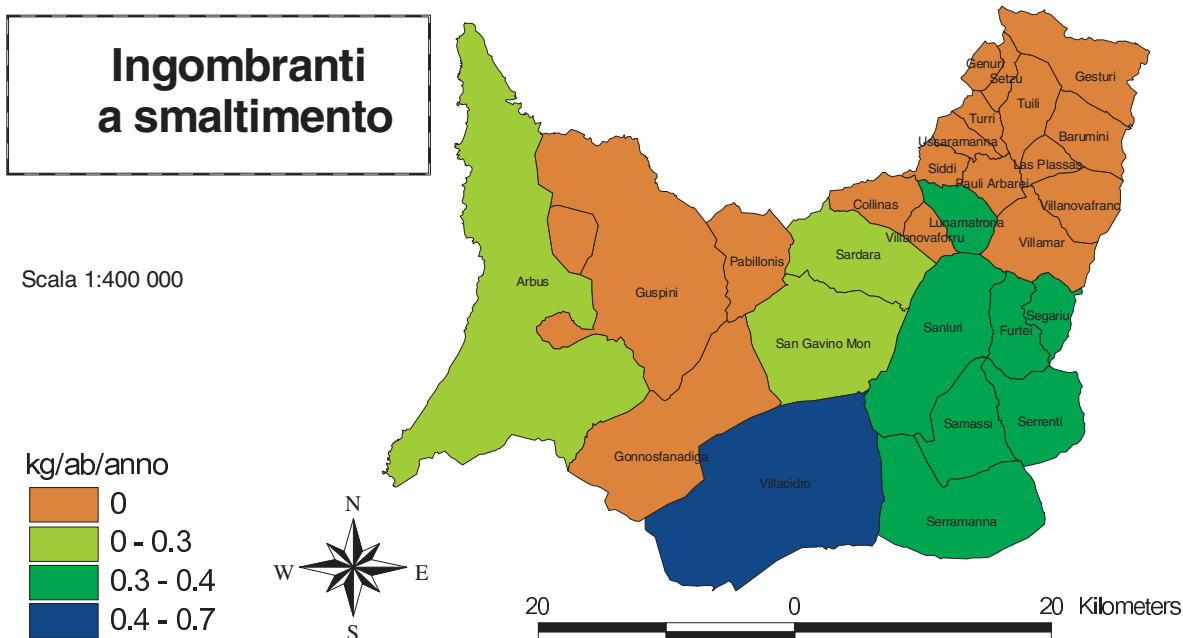 Ingombranti
a smaltimento
Scala 1:400 000
Genuri
Setzu
Gesturi
Tuili
Turri
Barumini
Ussaramanna
Las Plassas
Siddi
Pauli Arbarei
Villanovafranc
Collinas
Lunamatrona
Villanovaforru
Villamar
Sardara
Pabillonis
Arbus
Guspini
Segariu
Sanluri
Furtei
San Gavino Mon
Samassi
Serrenti
Gonnosfanadiga
Villacidro
Serramanna
kg/ab/anno
0
0 - 0.3
0.3 - 0.4
0.4 - 0.7
N
W
E
S
20 0 20 Kilometers